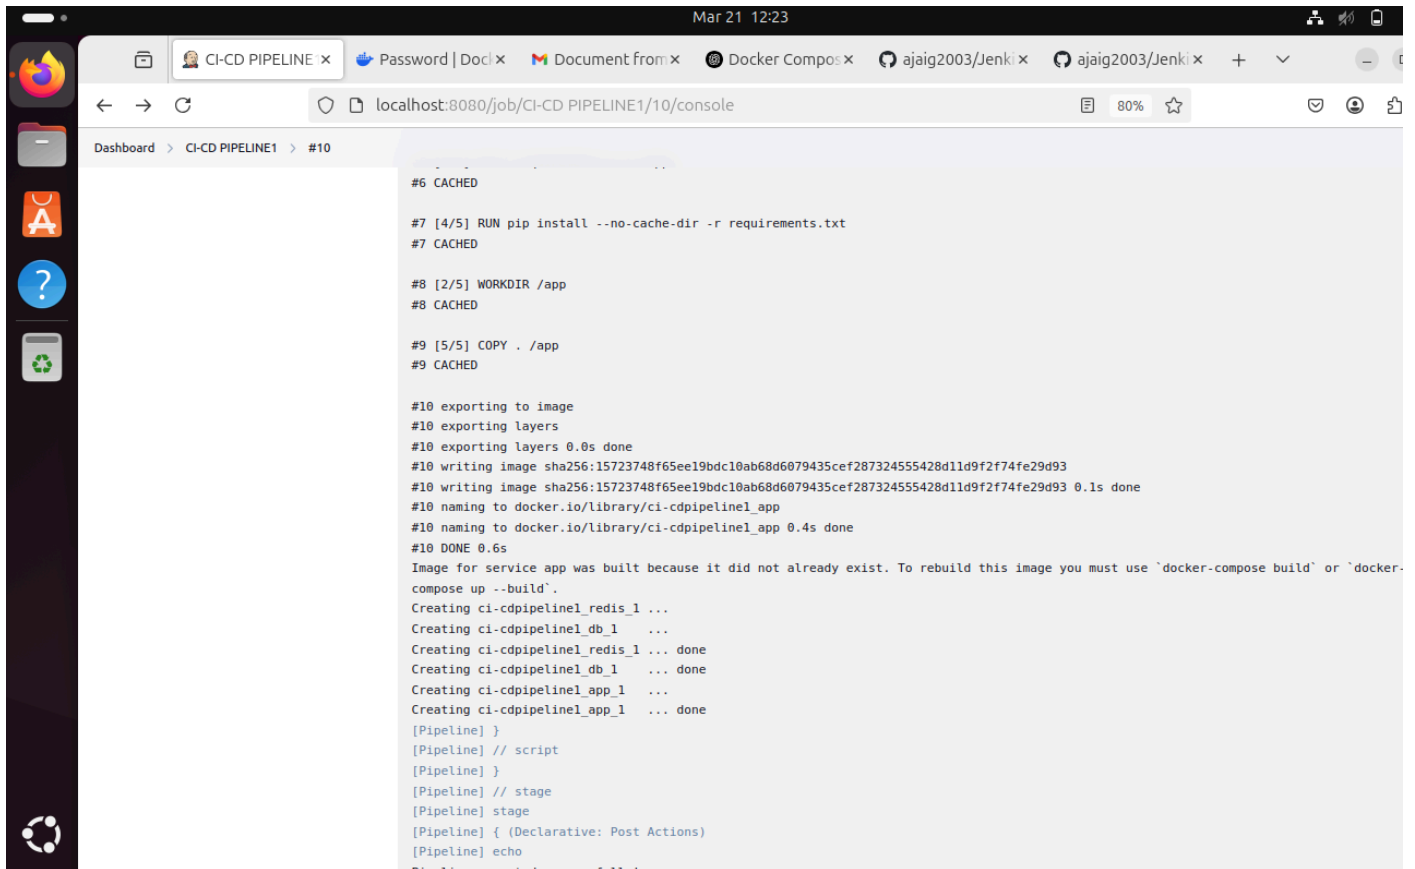 Mar 21 12:23
CI-CD PIPELINE1
Password | Doc
Document from
Docker Compos
ajaig2003/Jenki
ajaig2003/Jenki
localhost:8080/job/CI-CD PIPELINE1/10/console
80%
Dashboard > CI-CD PIPELINE1 > #10
#6 CACHED
#7 [4/5] RUN pip install --no-cache-dir -r requirements.txt
#7 CACHED
#8 [2/5] WORKDIR /app
#8 CACHED
#9 [5/5] COPY . /app
#9 CACHED
#10 exporting to image
#10 exporting layers
#10 exporting layers 0.0s done
#10 writing image sha256:15723748f65ee19bdc10ab68d6079435cef287324555428d11d9f2f74fe29d93
#10 writing image sha256:15723748f65ee19bdc10ab68d6079435cef287324555428d11d9f2f74fe29d93 0.1s done
#10 naming to docker.io/library/ci-cdpipeline1_app
#10 naming to docker.io/library/ci-cdpipeline1_app 0.4s done
#10 DONE 0.6s
Image for service app was built because it did not already exist. To rebuild this image you must use `docker-compose build` or `docker-
compose up --build`.
Creating ci-cdpipeline1_redis_1 ...
Creating ci-cdpipeline1_db_1    ...
Creating ci-cdpipeline1_redis_1 ... done
Creating ci-cdpipeline1_db_1    ... done
Creating ci-cdpipeline1_app_1   ...
Creating ci-cdpipeline1_app_1   ... done
[Pipeline] }
[Pipeline] // script
[Pipeline] }
[Pipeline] // stage
[Pipeline] stage
[Pipeline] { (Declarative: Post Actions)
[Pipeline] echo